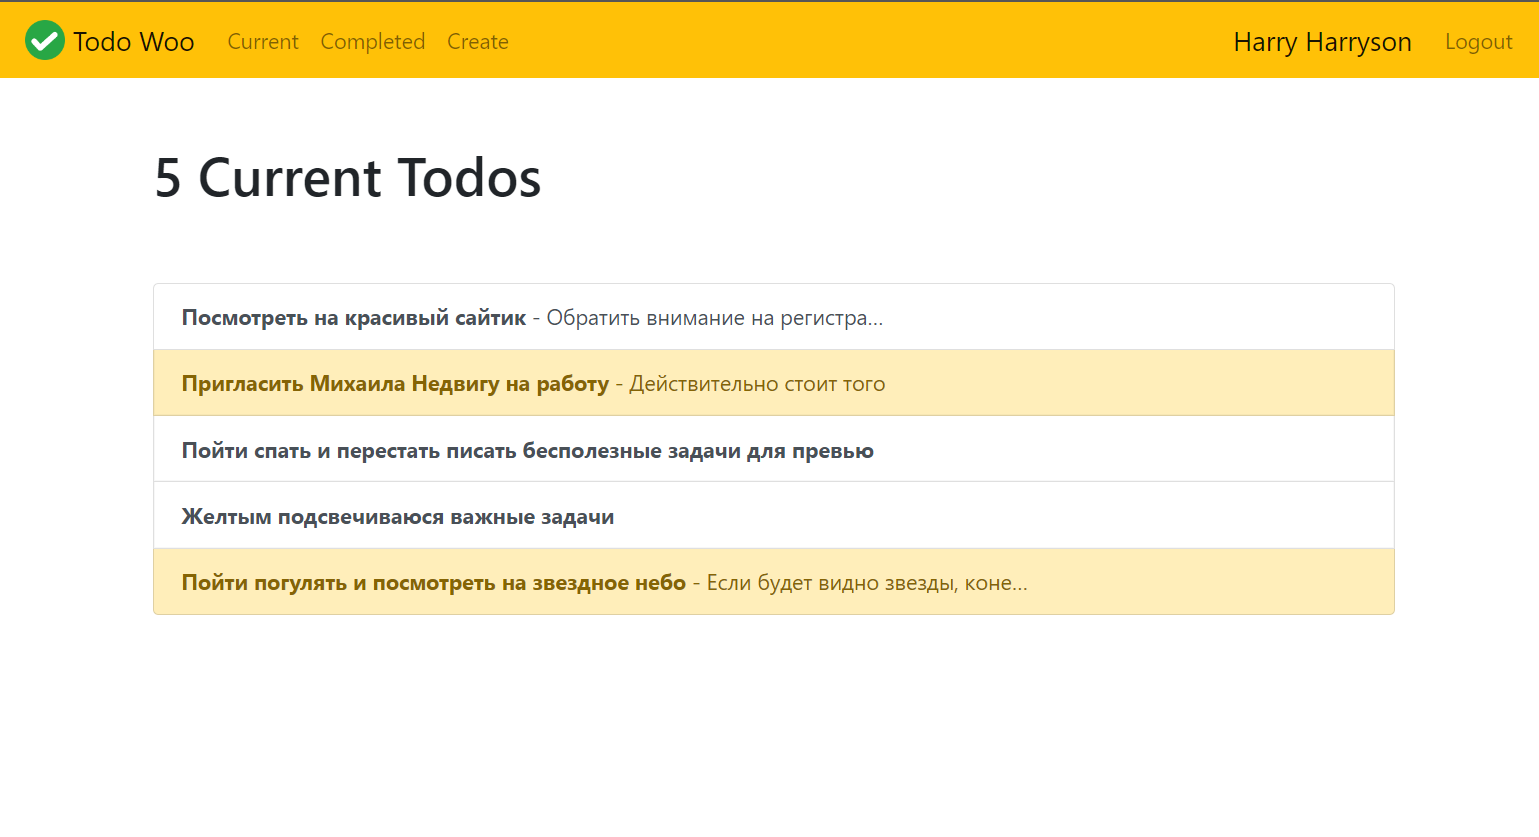 Todo Woo Current Completed Create Harry Harryson Logout
5 Current Todos
Посмотреть на красивый сайтик - Обратить внимание на регистра...
Пригласить Михаила Недвигу на работу - Действительно стоит того
Пойти спать и перестать писать бесполезные задачи для превью
Желтым подсвечиваюся важные задачи
Пойти погулять и посмотреть на звездное небо - Если будет видно звезды, коне...